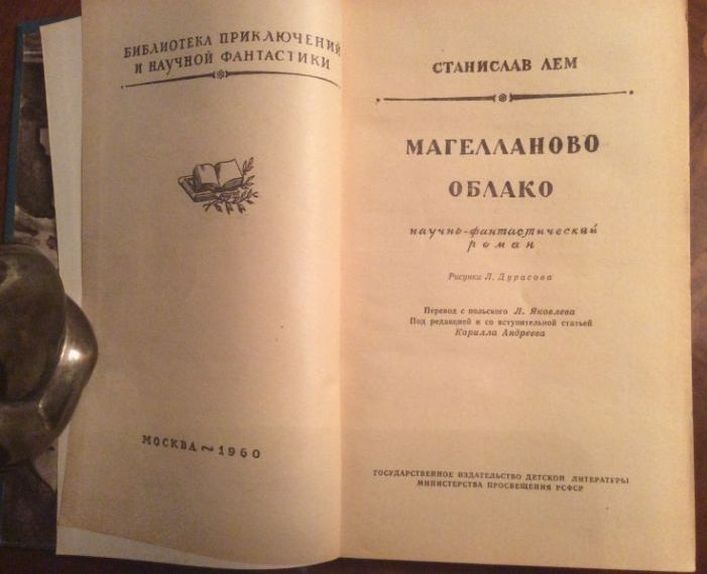 БИБЛИОТЕКА ПРИКЛЮЧЕНИЙ
И НАУЧНОЙ ФАНТАСТИКИ
МОСКВА ~ 1960
СТАНИСЛАВ ЛЕМ
МАГЕЛЛАНОВО
ОБЛАКО
научно-фантастический
роман
Рисунки Л. Дурасова
Перевод с польского Л. Яковлева
Под редакцией и со вступительной статьей
Кирилла Андреева
ГОСУДАРСТВЕННОЕ ИЗДАТЕЛЬСТВО ДЕТСКОЙ ЛИТЕРАТУРЫ
МИНИСТЕРСТВА ПРОСВЕЩЕНИЯ РСФСР